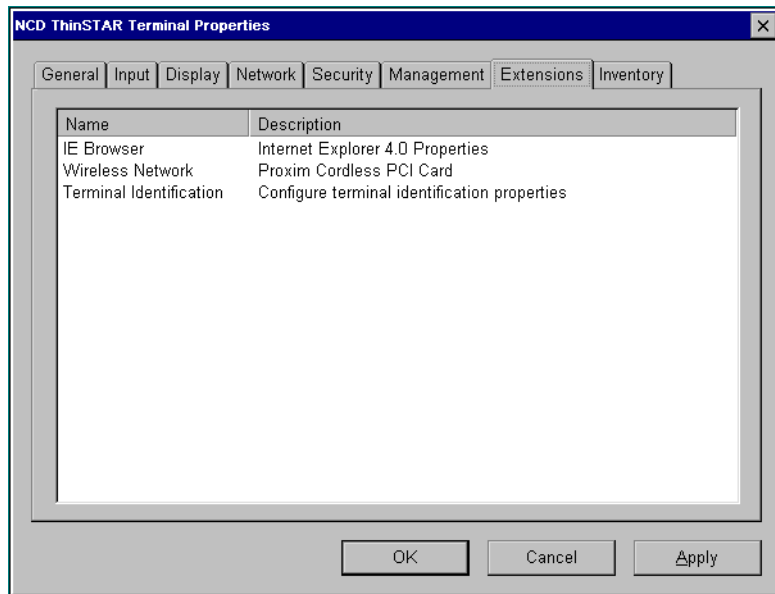 NCD ThinSTAR Terminal Properties
General Input Display Network Security Management Extensions Inventory
Name Description
IE Browser Internet Explorer 4.0 Properties
Wireless Network Proxim Cordless PCI Card
Terminal Identification Configure terminal identification properties
OK Cancel Apply